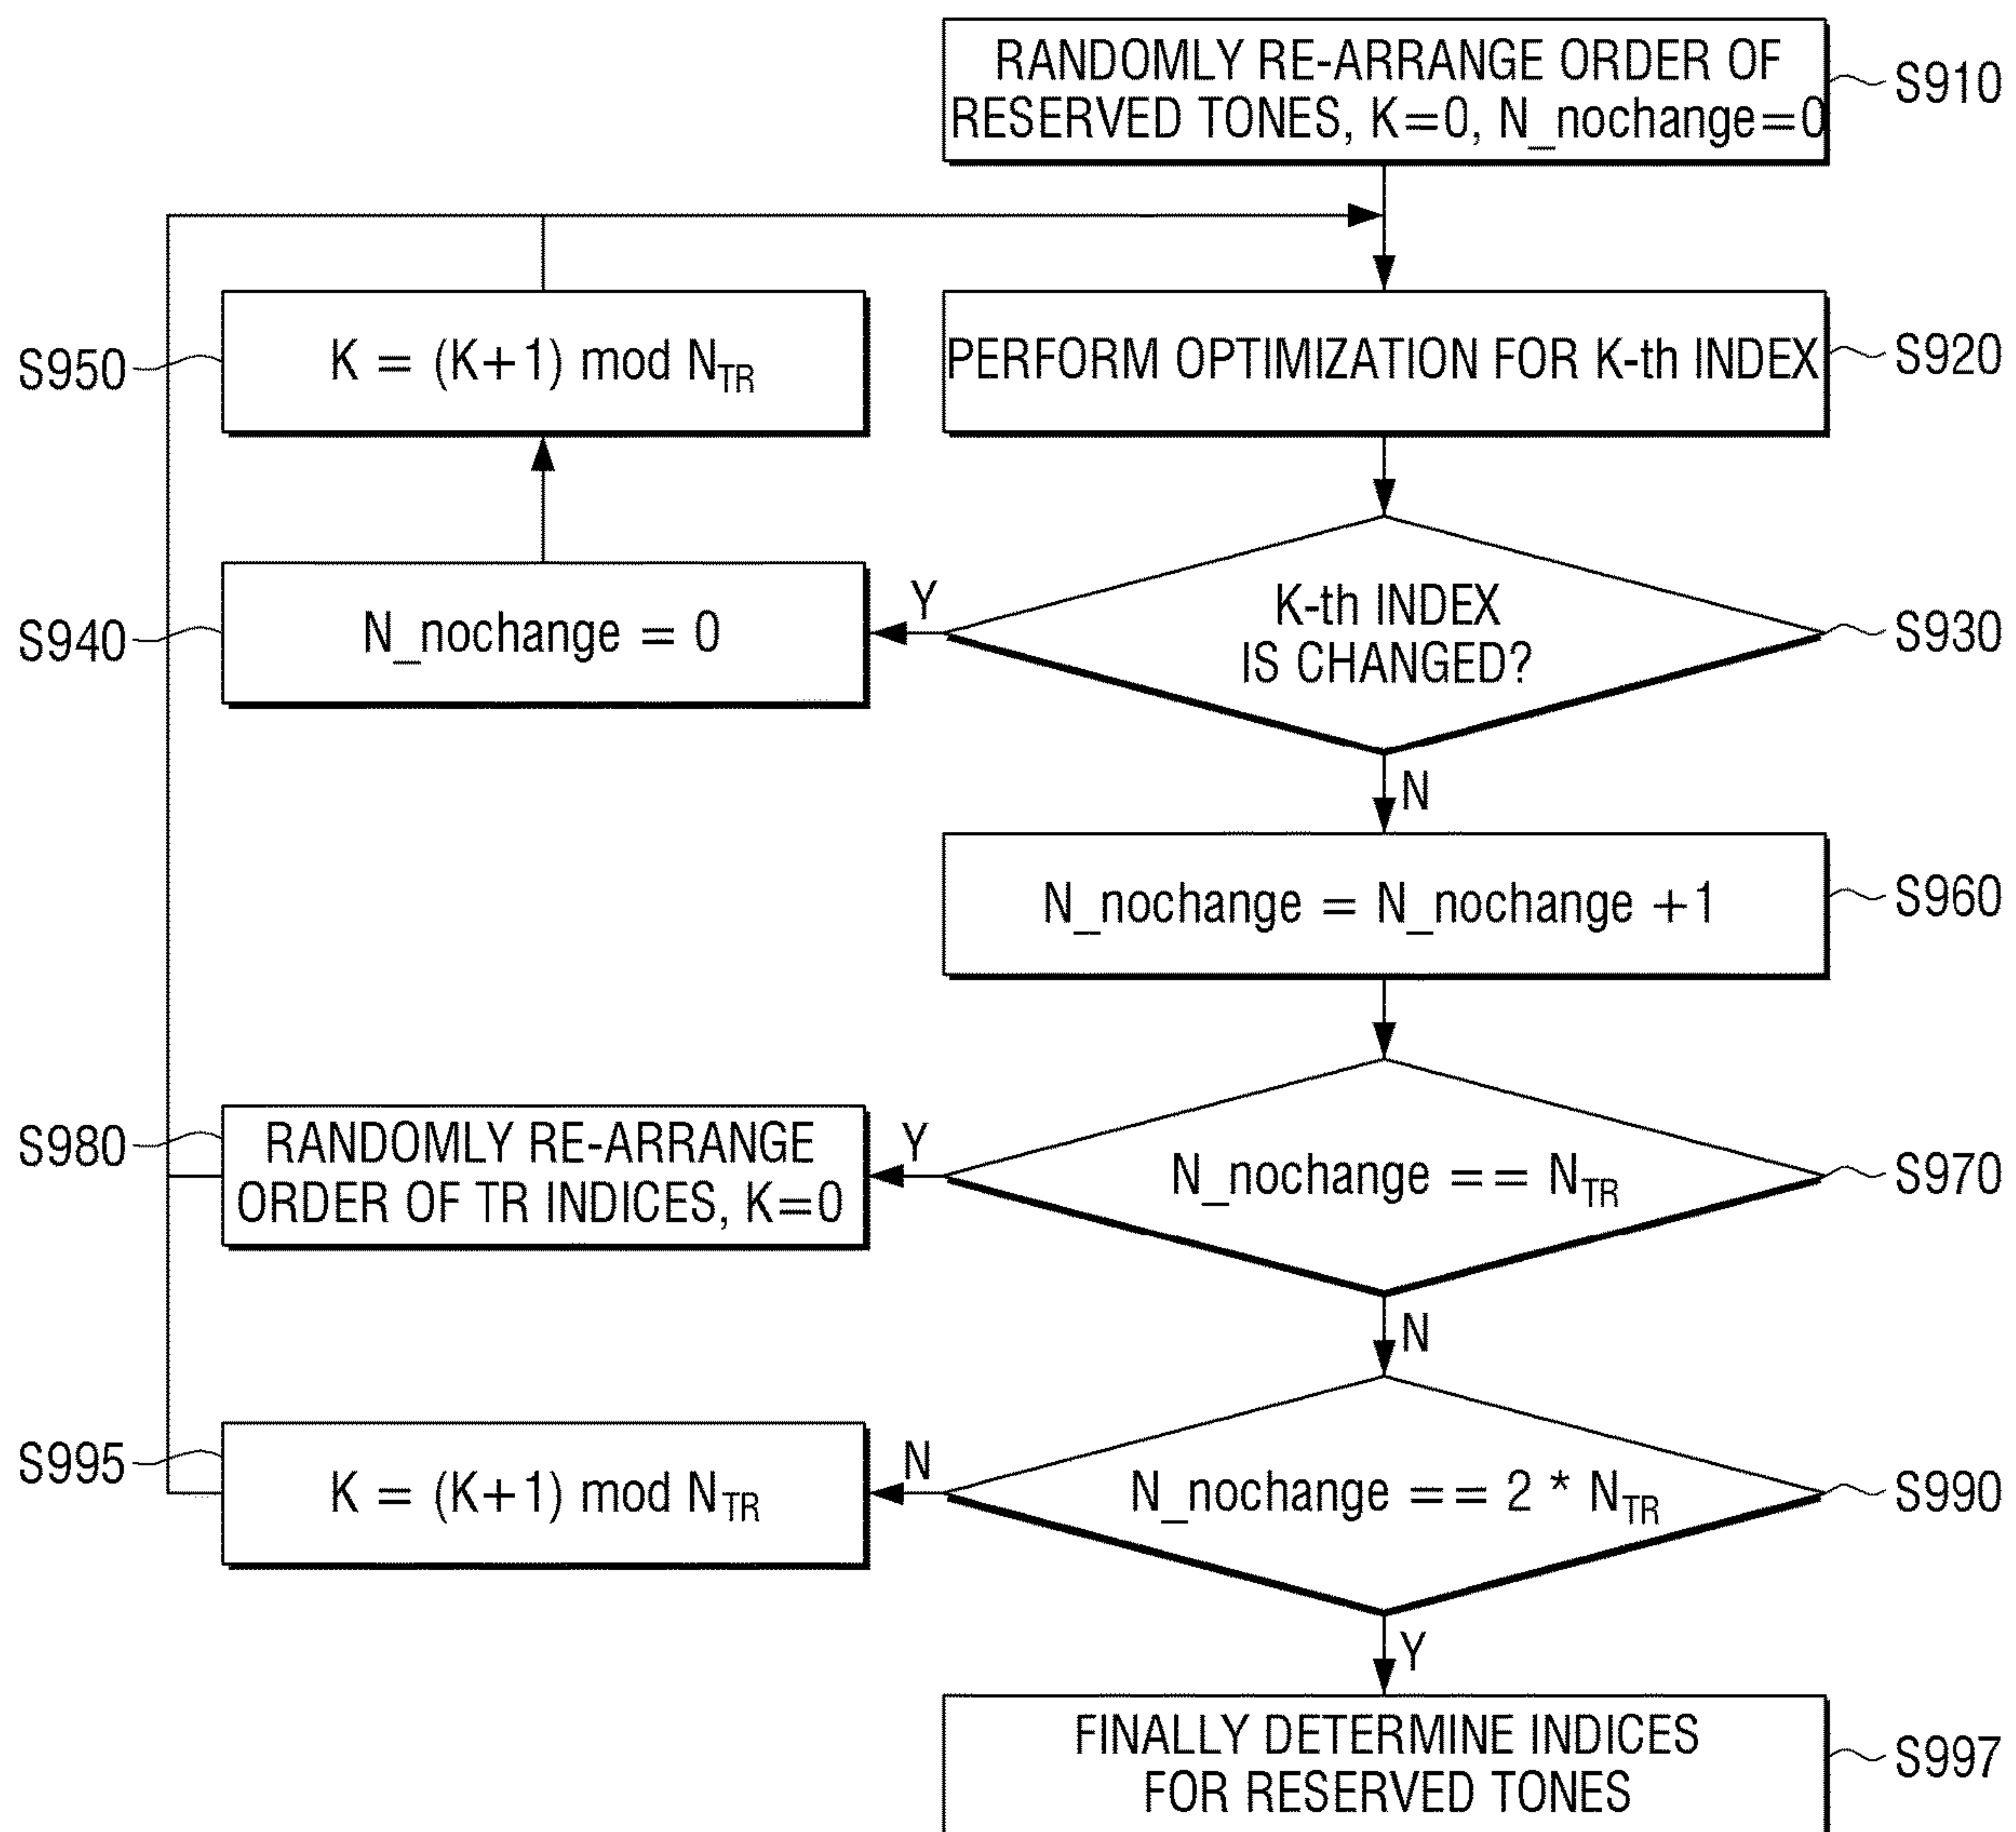 RANDOMLY RE-ARRANGE ORDER OF
RESERVED TONES, K=0, N_nochange=0
S910
K = (K+1) mod NTR
S950
PERFORM OPTIMIZATION FOR K-th INDEX
S920
N_nochange = 0
S940
Y
K-th INDEX
IS CHANGED?
S930
N
N_nochange = N_nochange +1
S960
S980
RANDOMLY RE-ARRANGE
ORDER OF TR INDICES, K=0
Y
N_nochange == NTR
S970
N
S995
K = (K+1) mod NTR
N
N_nochange == 2 * NTR
S990
Y
FINALLY DETERMINE INDICES
FOR RESERVED TONES
S997